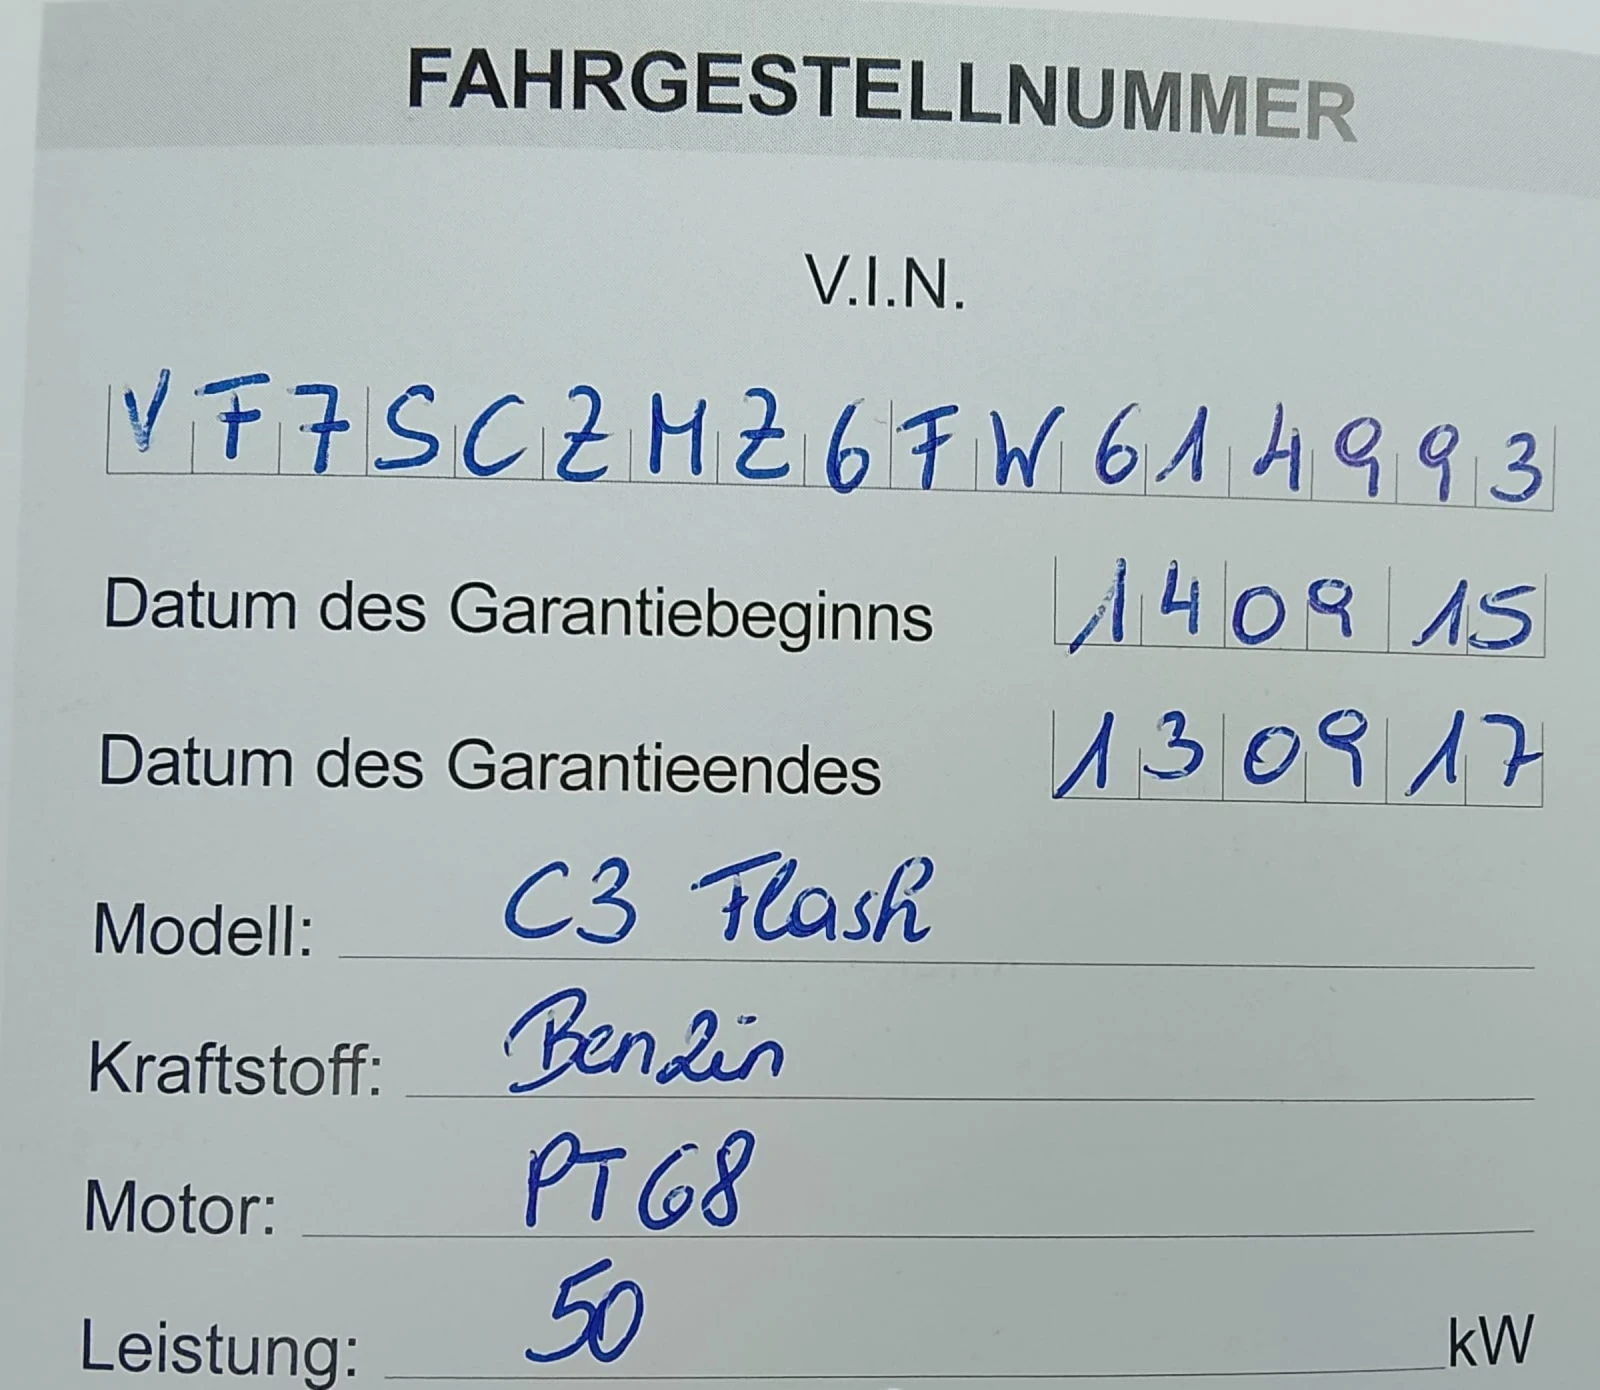 FAHRGESTELLNUMMER
V.I.N.
VF7SCZMZ6FW614993
Datum des Garantiebeginns 140915
Datum des Garantieendes 130917
Modell: C3 Flash
Kraftstoff: Benzin
Motor: PT68
Leistung: 50 kW